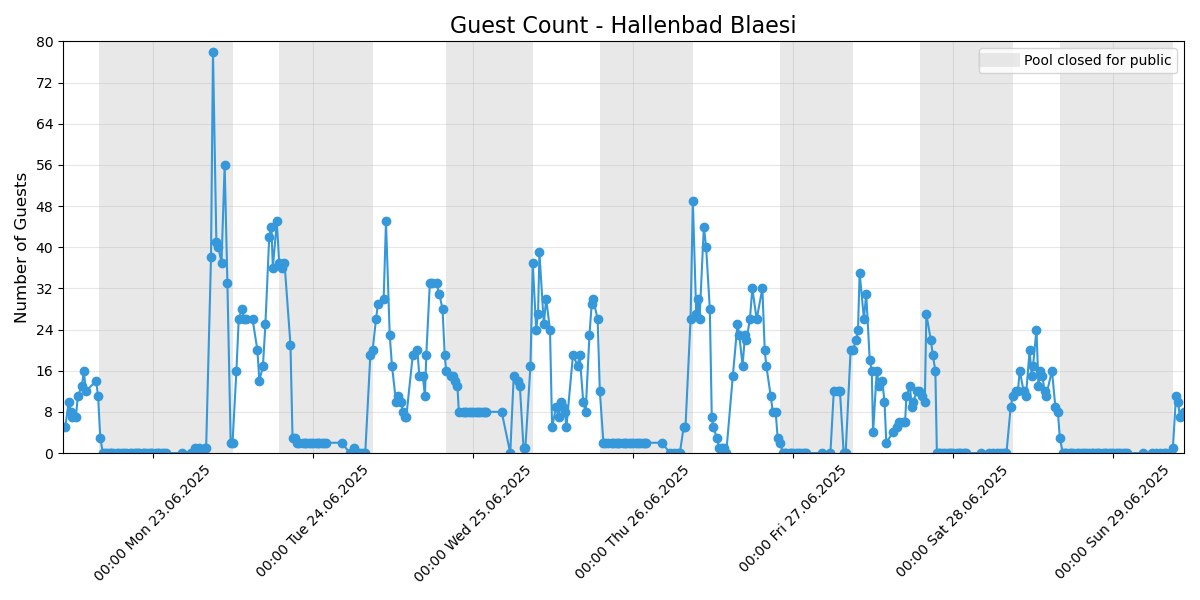 Guest Count - Hallenbad Blaesi
Pool closed for public
Number of Guests
80
72
64
56
48
40
32
24
16
8
0
00:00 Mon 23.06.2025
00:00 Tue 24.06.2025
00:00 Wed 25.06.2025
00:00 Thu 26.06.2025
00:00 Fri 27.06.2025
00:00 Sat 28.06.2025
00:00 Sun 29.06.2025